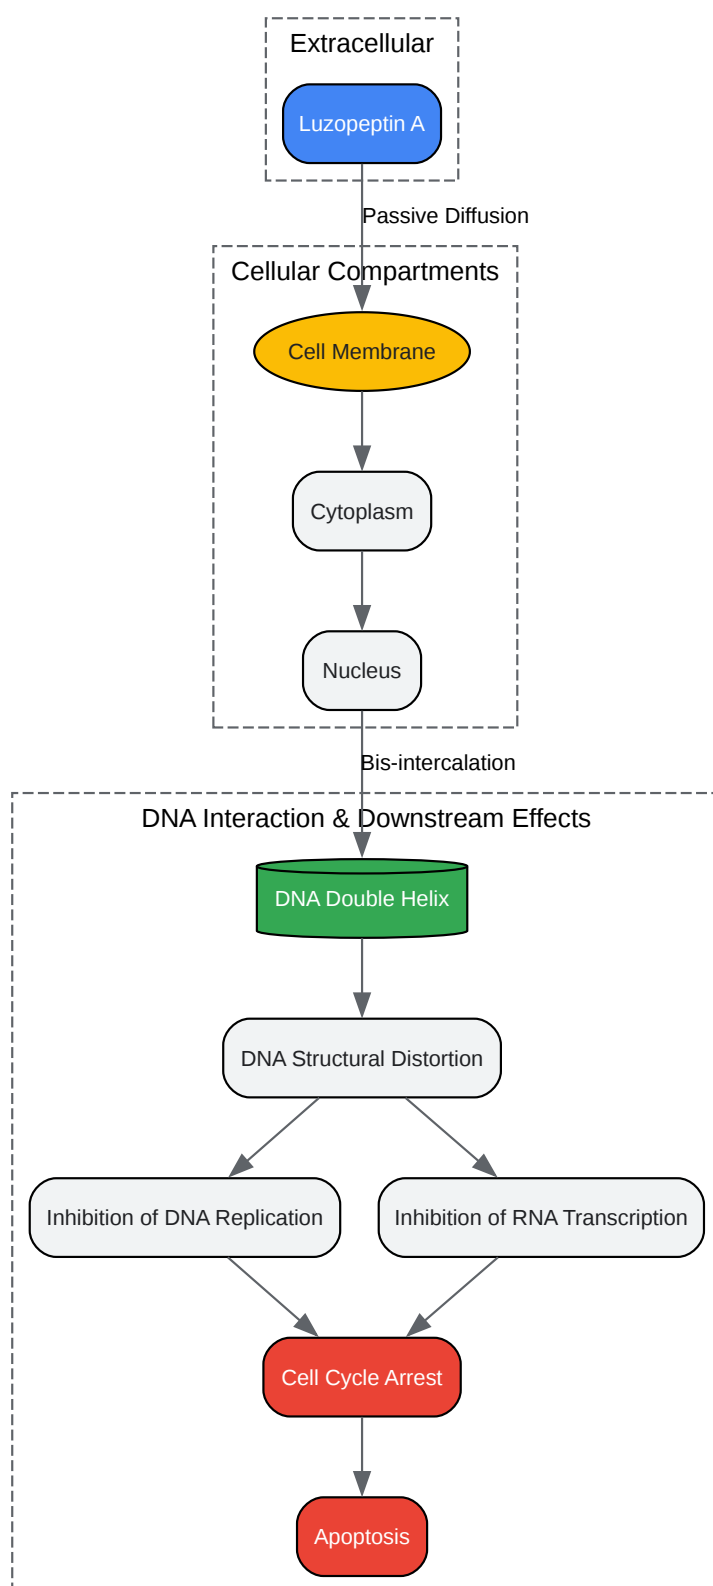 Extracellular
Luzopeptin A
Passive Diffusion
Cellular Compartments
Cell Membrane
Cytoplasm
Nucleus
Bis-intercalation
DNA Interaction & Downstream Effects
DNA Double Helix
DNA Structural Distortion
Inhibition of DNA Replication
Inhibition of RNA Transcription
Cell Cycle Arrest
Apoptosis